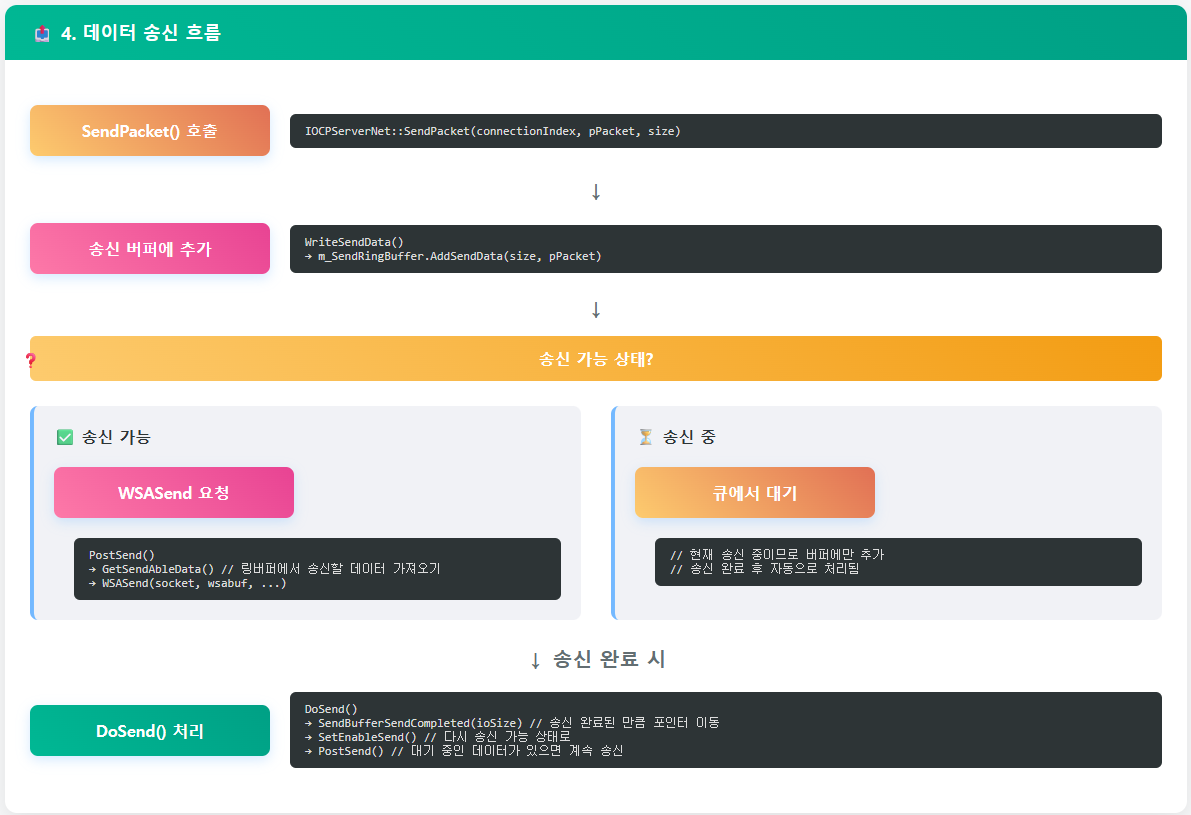 4. 데이터 송신 흐름
SendPacket() 호출
IOCPServerNet::SendPacket(connectionIndex, pPacket, size)
↓
송신 버퍼에 추가
WriteSendData()
→ m_SendRingBuffer.AddSendData(size, pPacket)
↓
❓
송신 가능 상태?
✅ 송신 가능
WSASend 요청
PostSend()
→ GetSendAbleData() // 링버퍼에서 송신할 데이터 가져오기
→ WSASend(socket, wsabuf, ...)
⏳ 송신 중
큐에서 대기
// 현재 송신 중이므로 버퍼에만 추가
// 송신 완료 후 자동으로 처리됨
↓ 송신 완료 시
DoSend() 처리
DoSend()
→ SendBufferSendCompleted(ioSize) // 송신 완료된 만큼 포인터 이동
→ SetEnableSend() // 다시 송신 가능 상태로
→ PostSend() // 대기 중인 데이터가 있으면 계속 송신